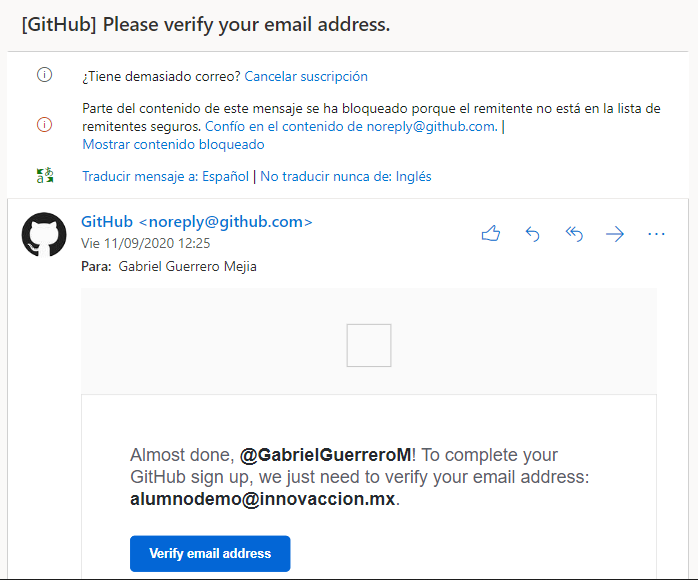 [GitHub] Please verify your email address.
¿Tiene demasiado correo? Cancelar suscripción
Parte del contenido de este mensaje se ha bloqueado porque el remitente no está en la lista de
remitentes seguros. Confío en el contenido de noreply@github.com. |
Mostrar contenido bloqueado
Traducir mensaje a: Español | No traducir nunca de: Inglés
GitHub <noreply@github.com>
Vie 11/09/2020 12:25
Para: Gabriel Guerrero Mejia
Almost done, @GabrielGuerreroM! To complete your
GitHub sign up, we just need to verify your email address:
alumnodemo@innovaccion.mx.
Verify email address